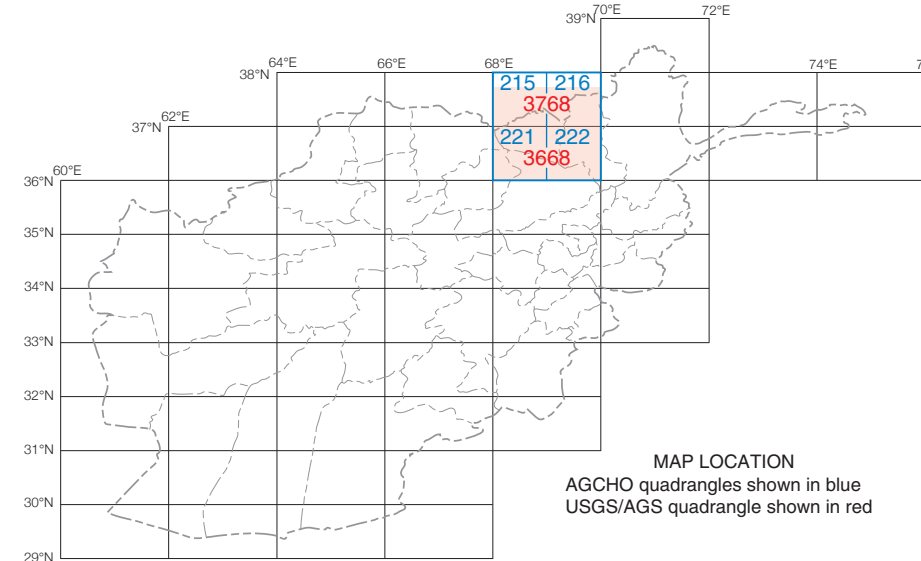 70°E
72°E
39°N
64°E
66°E
68°E
74°E
7
38°N
215
216
3768
62°E
37°N
221
222
3668
60°E
36°N
35°N
34°N
33°N
32°N
31°N
30°N
29°N
MAP LOCATION
AGCHO quadrangles shown in blue
USGS/AGS quadrangle shown in red